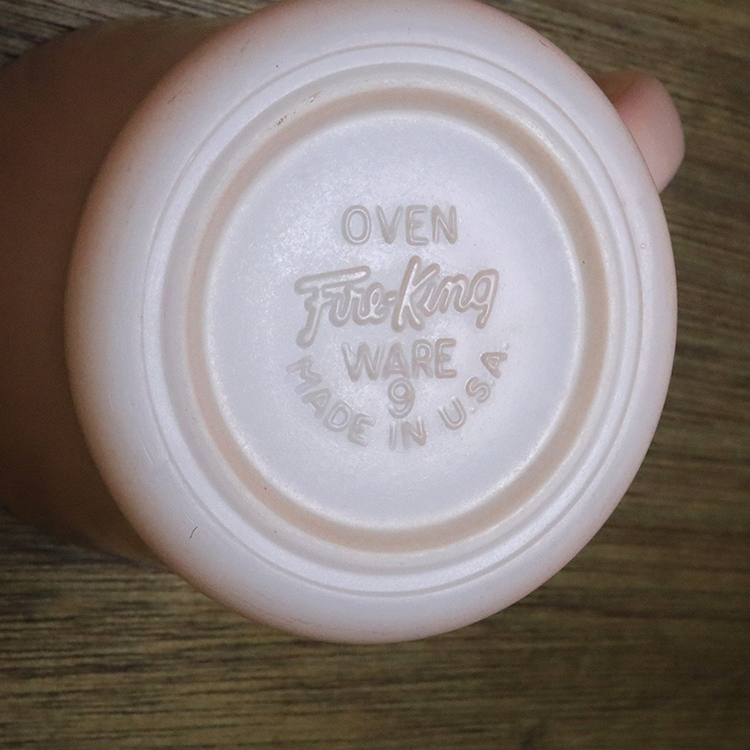 OVEN
Fire-King
WARE
9
MADE IN U.S.A.